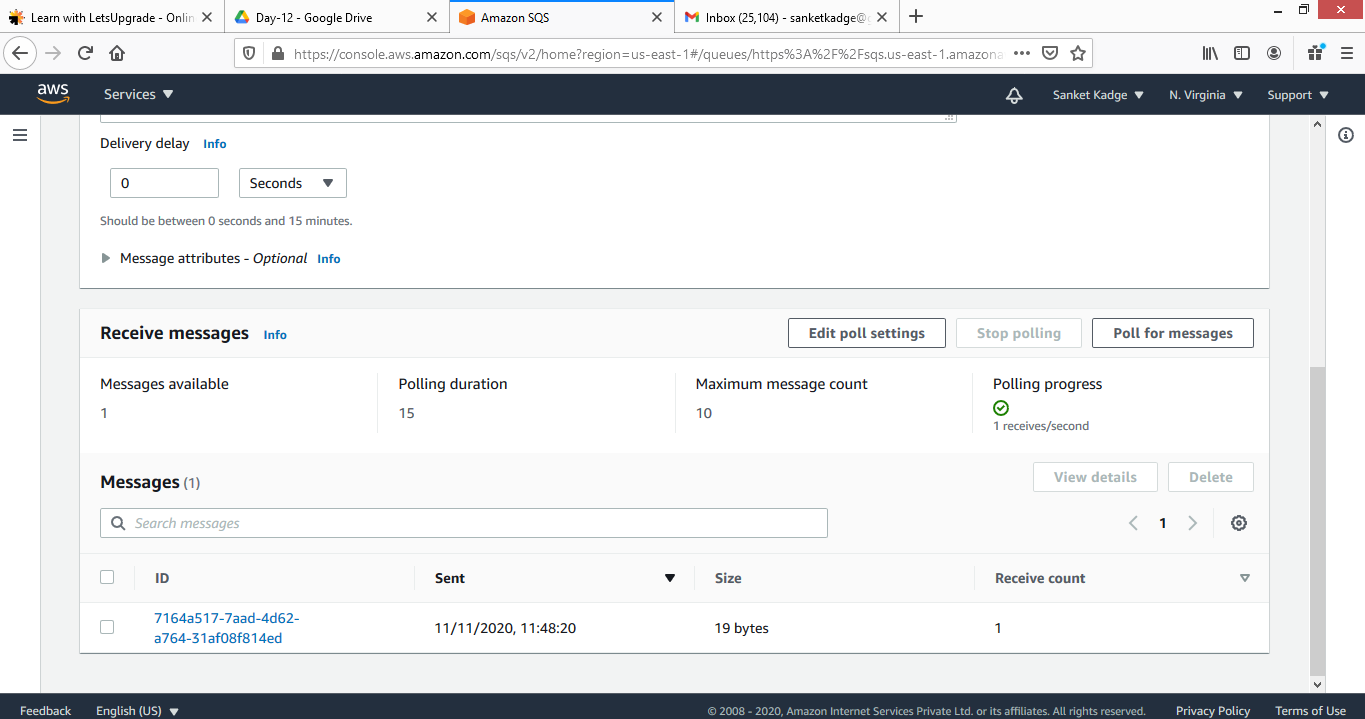 Learn with LetsUpgrade - Onlin
Day-12 - Google Drive
Amazon SQS
Inbox (25,104) - sanketkadge@
https://console.aws.amazon.com/sqs/v2/home?region=us-east-1#/queues/https%3A%2F%2Fsqs.us-east-1.amazona
aws
Services
Sanket Kadge
N. Virginia
Support
Delivery delay Info
0
Seconds
Should be between 0 seconds and 15 minutes.
Message attributes - Optional Info
Receive messages Info
Edit poll settings
Stop polling
Poll for messages
Messages available
1
Polling duration
15
Maximum message count
10
Polling progress
1 receives/second
Messages (1)
View details
Delete
Search messages
1
ID
Sent
Size
Receive count
7164a517-7aad-4d62-
a764-31af08f814ed
11/11/2020, 11:48:20
19 bytes
1
Feedback
English (US)
© 2008 - 2020, Amazon Internet Services Private Ltd. or its affiliates. All rights reserved.
Privacy Policy
Terms of Use